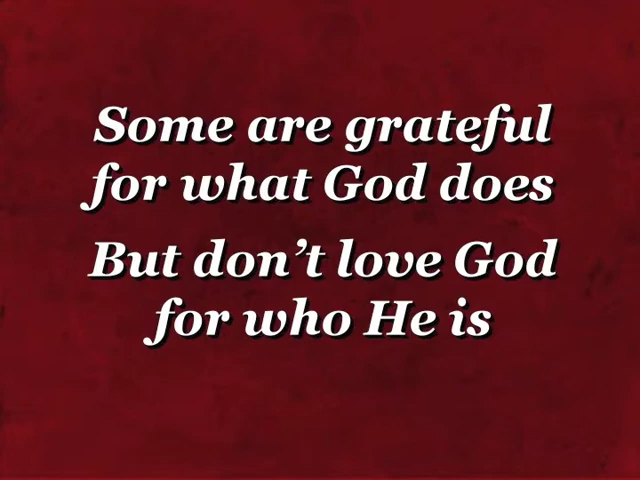 Some are grateful
for what God does
But don’t love God
for who He is